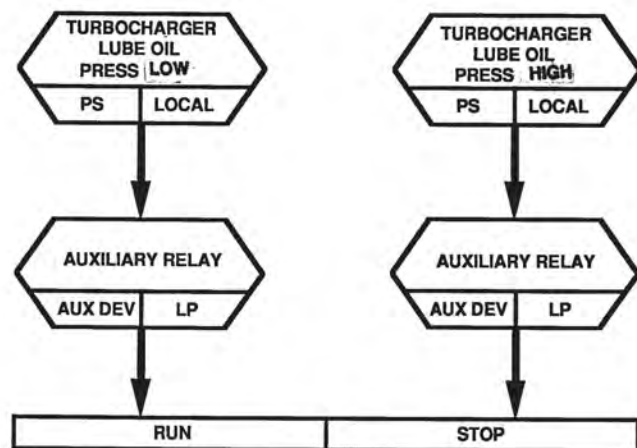 TURBOCHARGER
LUBE OIL
PRESS LOW
PS LOCAL
TURBOCHARGER
LUBE OIL
PRESS HIGH
PS LOCAL
AUXILIARY RELAY
AUX DEV LP
AUXILIARY RELAY
AUX DEV LP
RUN STOP